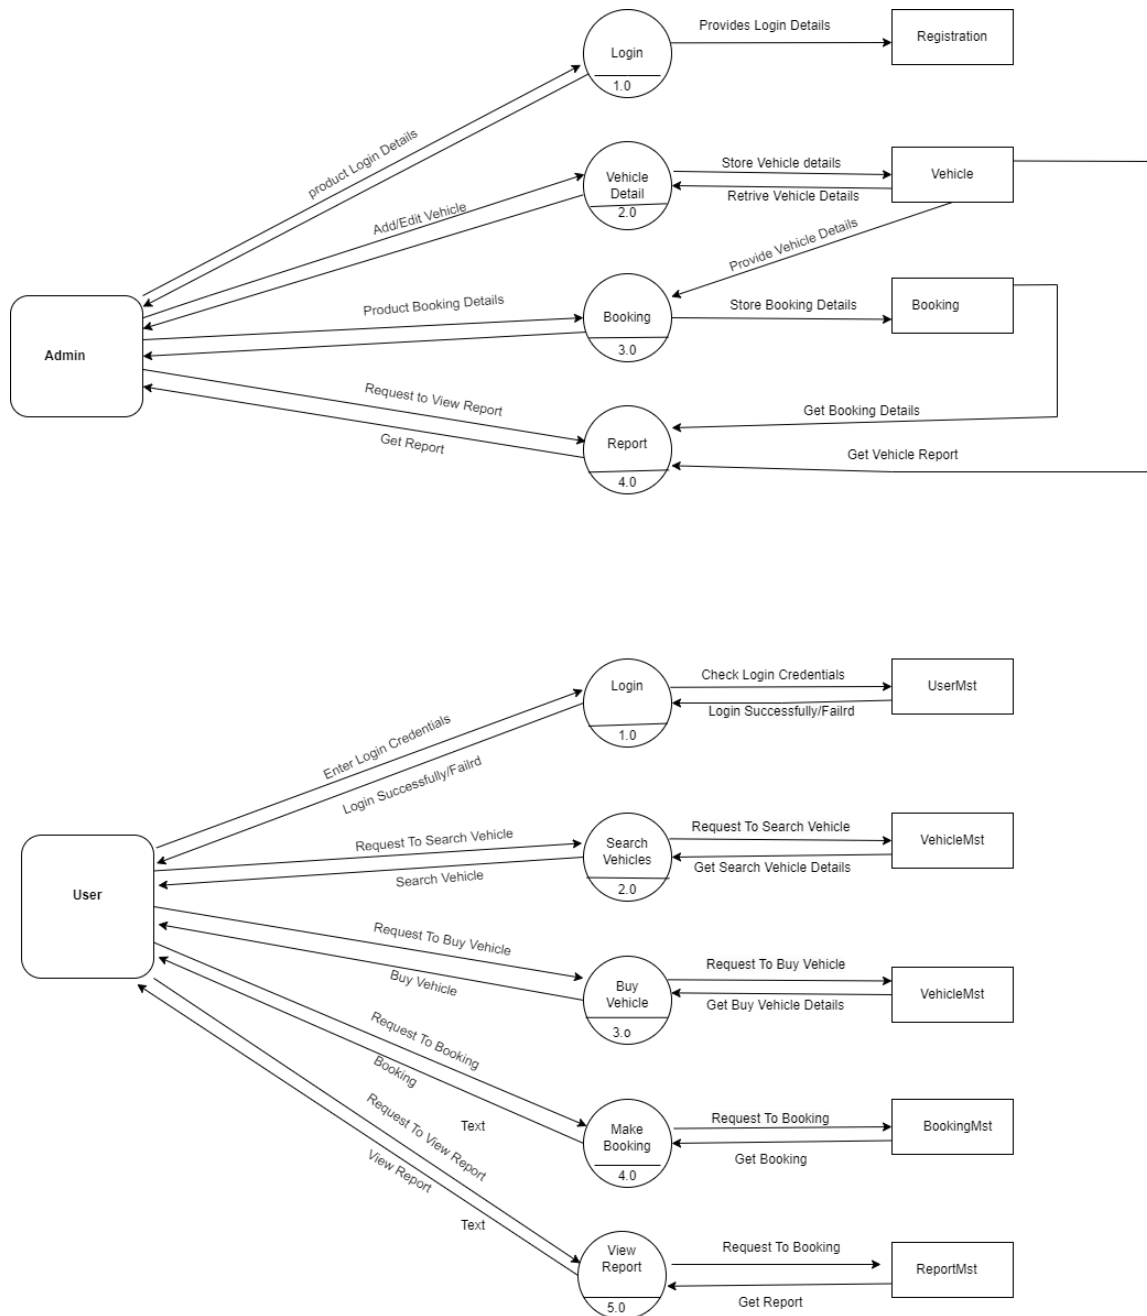 Provides Login Details
Registration
Login
1.0
product Login Details
Store Vehicle details
Vehicle
Vehicle
Detail
Retrive Vehicle Details
2.0
Add/Edit Vehicle
Provide Vehicle Details
Product Booking Details
Booking
Store Booking Details
Booking
3.0
Admin
Request to View Report
Get Booking Details
Get Report
Report
Get Vehicle Report
4.0
Check Login Credentials
Login
UserMst
Login Successfully/Failrd
1.0
Enter Login Credentials
Login Successfully/Failrd
Request To Search Vehicle
Request To Search Vehicle
Search
Vehicles
VehicleMst
Get Search Vehicle Details
Search Vehicle
2.0
User
Request To Buy Vehicle
Request To Buy Vehicle
Buy Vehicle
Buy
Vehicle
VehicleMst
Get Buy Vehicle Details
3.o
Request To Booking
Booking
Request To Booking
Text
Make
Booking
BookingMst
Get Booking
4.0
Request To View Report
View Report
Text
Request To Booking
View
Report
ReportMst
Get Report
5.0